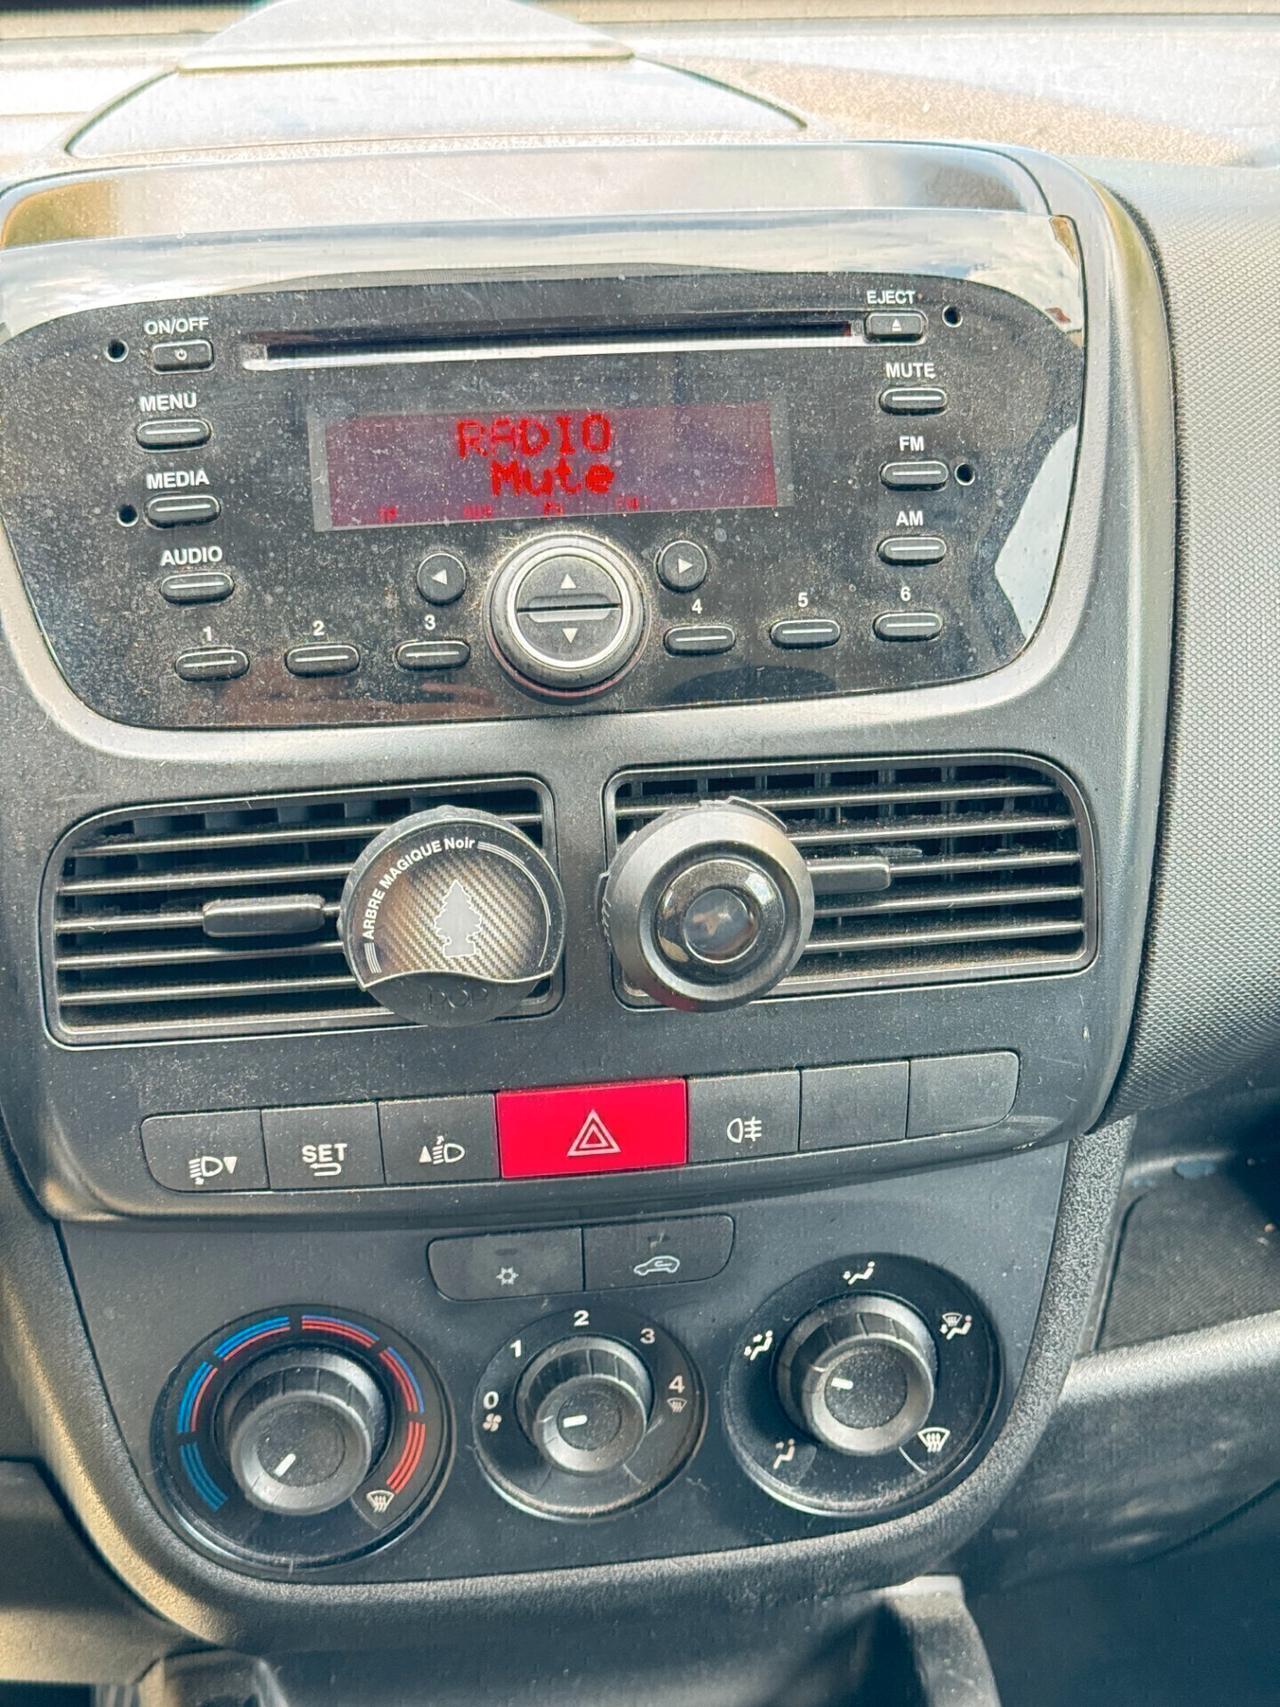 EJECT
ON/OFF
MUTE
MENU
RADIO
Mute
FM
MEDIA
AM
AUDIO
1
2
3
4
5
6
ARBRE MAGIQUE Noir
POP
SET
0
1
2
3
4